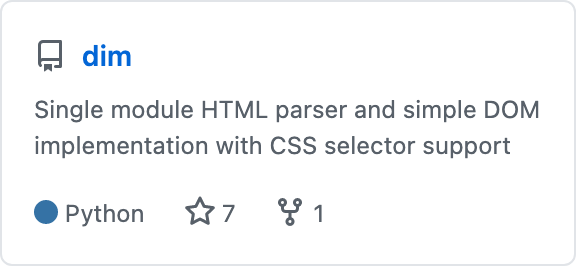 dim
Single module HTML parser and simple DOM
implementation with CSS selector support
Python 7 1